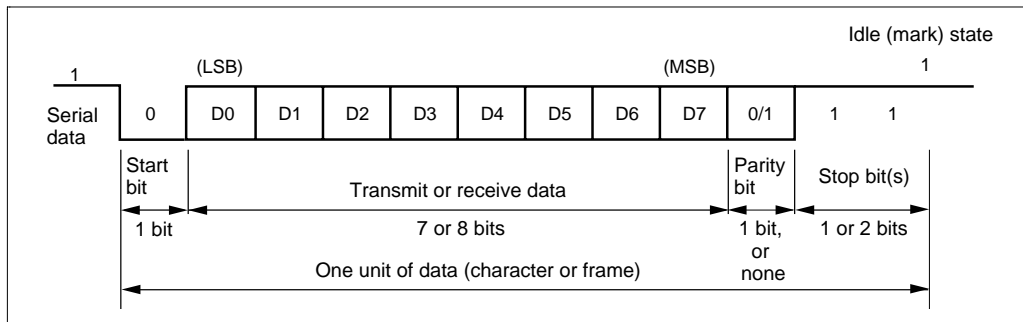 Idle (mark) state
1
(LSB)
(MSB)
1
Serial
data
0
D0
D1
D2
D3
D4
D5
D6
D7
0/1
1
1
Start
bit
Transmit or receive data
Parity
bit
Stop bit(s)
1 bit
7 or 8 bits
1 bit,
or
none
1 or 2 bits
One unit of data (character or frame)